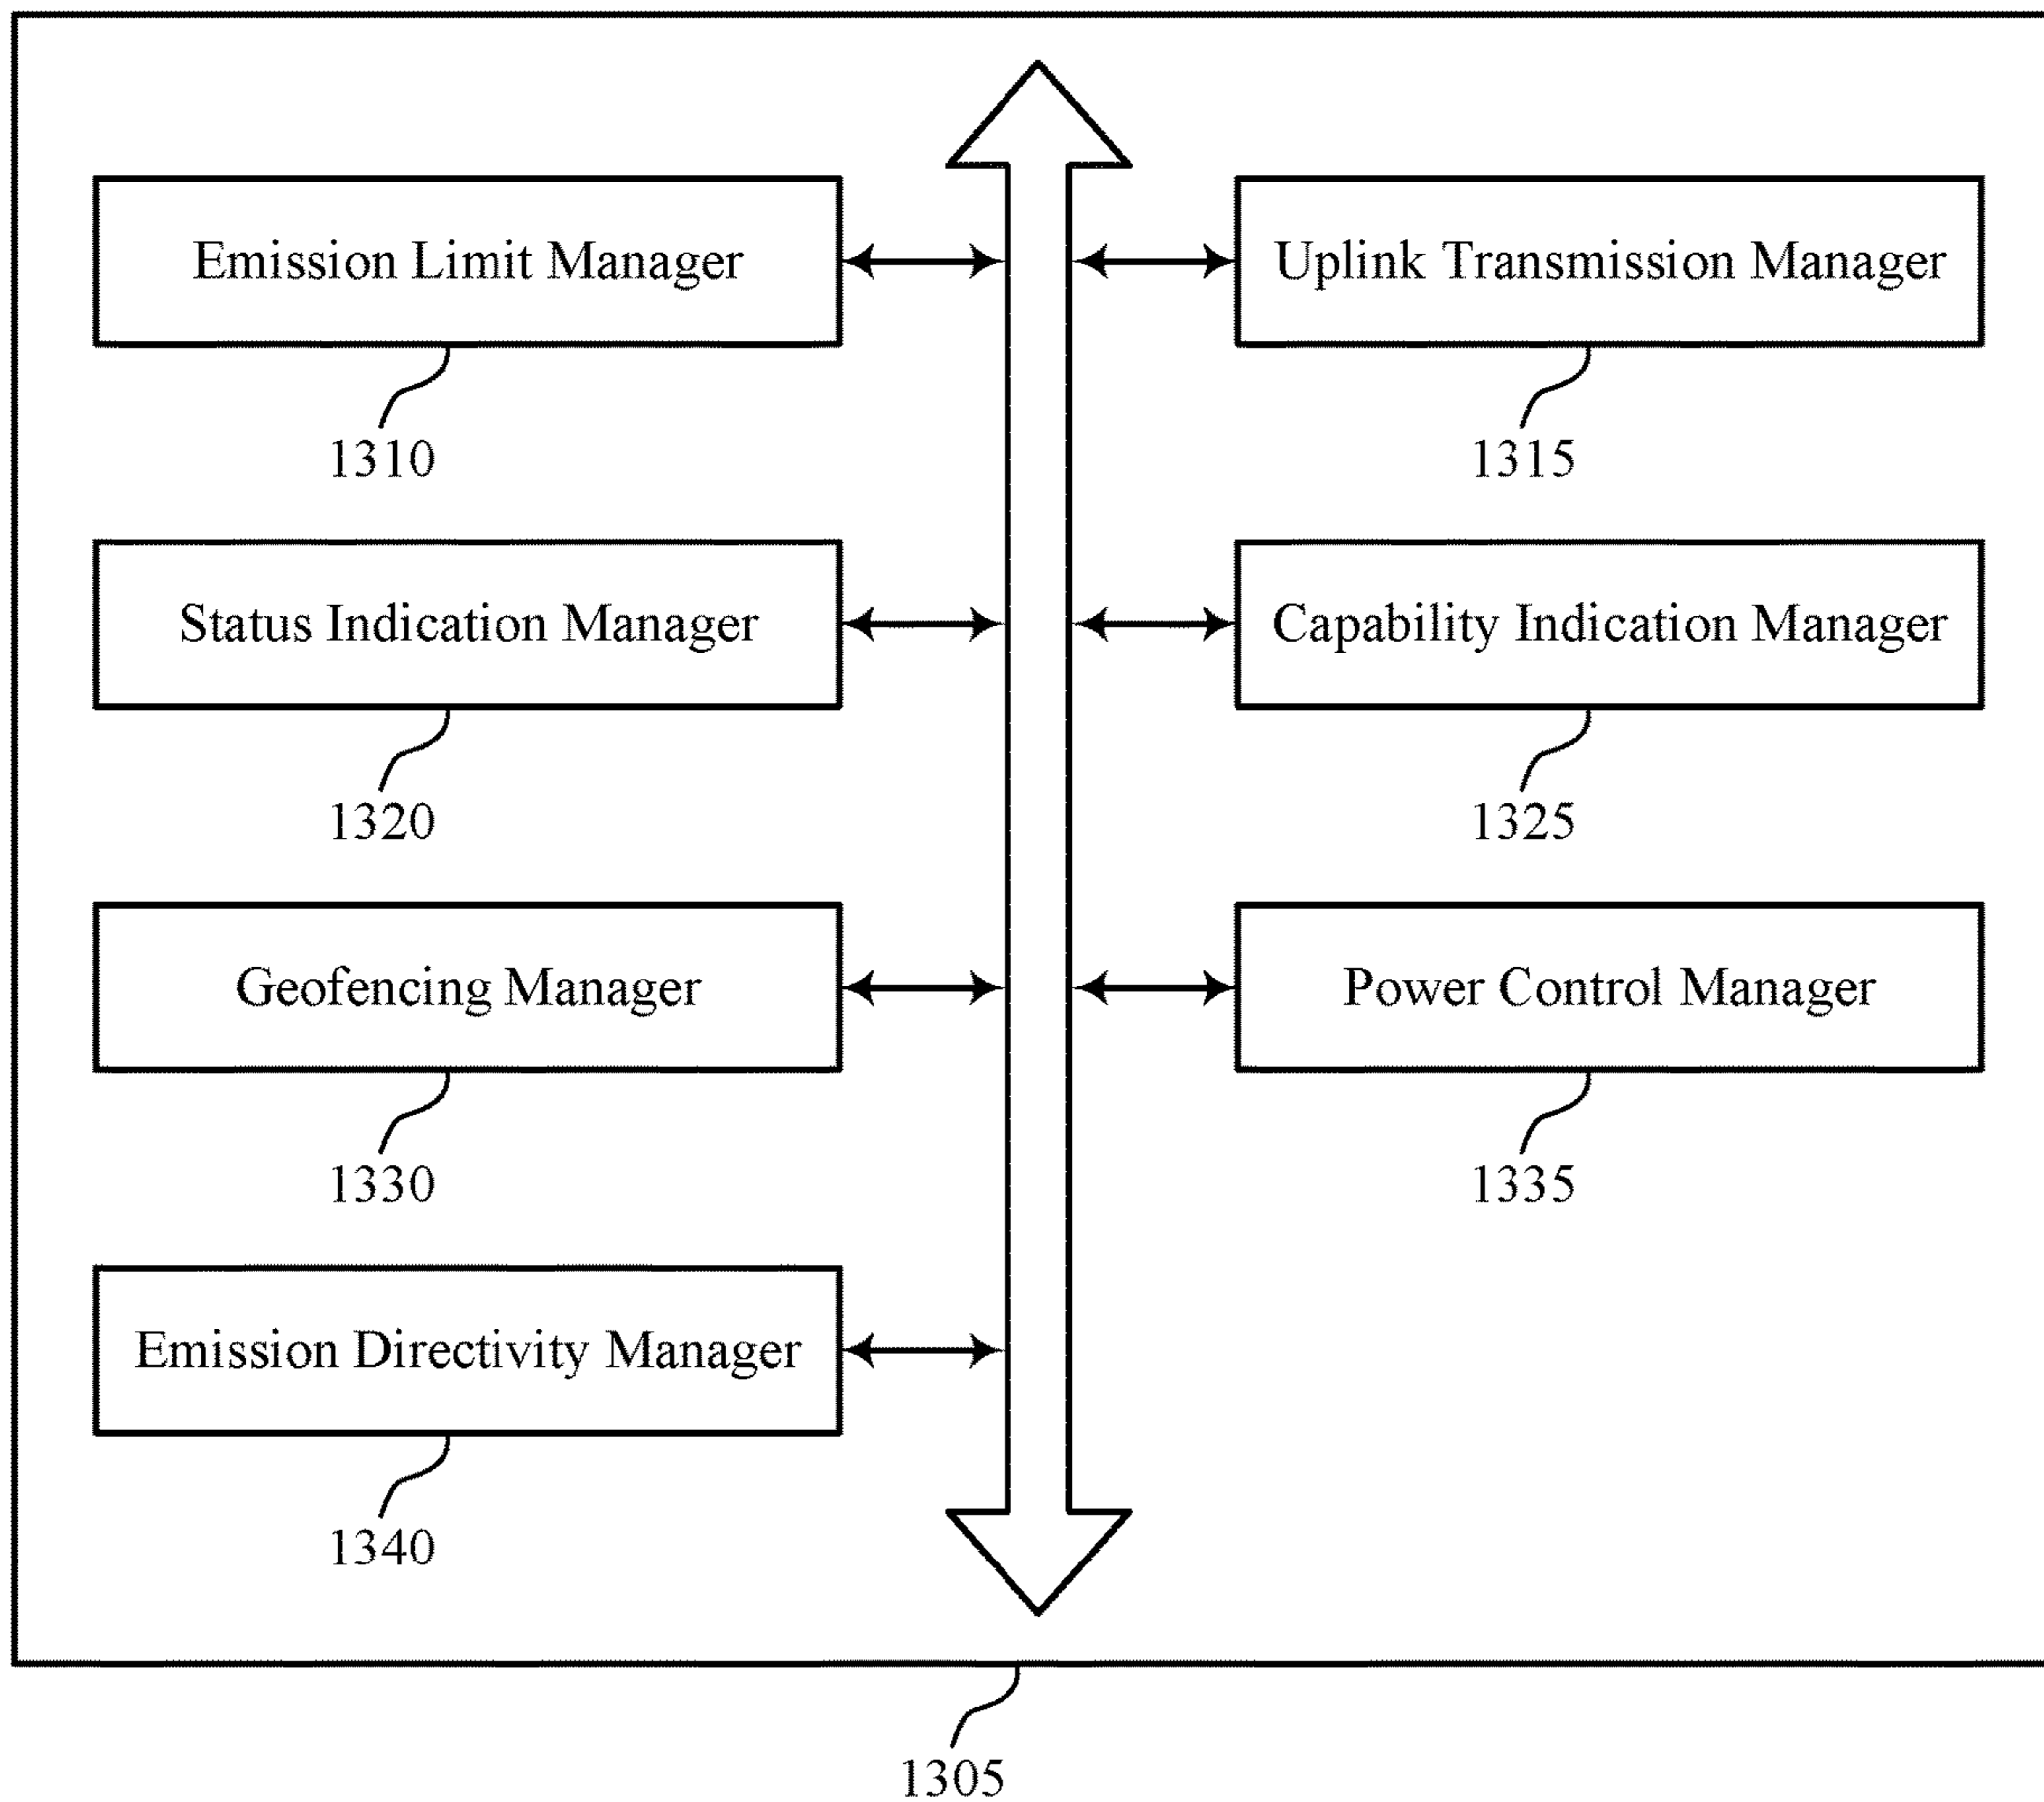 Emission Limit Manager
Uplink Transmission Manager
1310
1315
Status Indication Manager
Capability Indication Manager
1320
1325
Geofencing Manager
Power Control Manager
1330
1335
Emission Directivity Manager
1340
1305